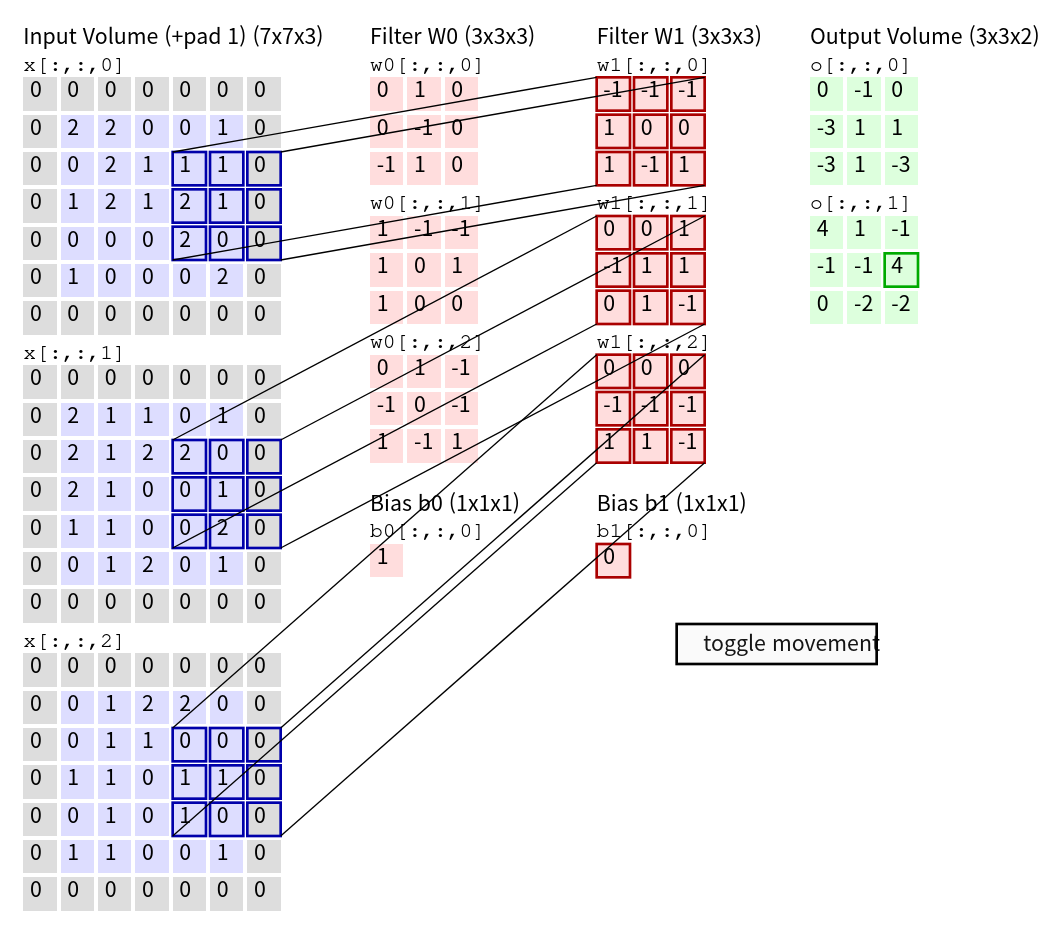 Input Volume (+pad 1) (7x7x3)
x[:,:,0]
0 0 0 0 0 0 0
0 2 2 0 0 1 0
0 0 2 1 1 1 0
0 1 2 1 2 1 0
0 0 0 0 2 0 0
0 1 0 0 0 2 0
0 0 0 0 0 0 0
x[:,:,1]
0 0 0 0 0 0 0
0 2 1 1 0 1 0
0 2 1 2 2 0 0
0 2 1 0 0 1 0
0 1 1 0 0 2 0
0 0 1 2 0 1 0
0 0 0 0 0 0 0
x[:,:,2]
0 0 0 0 0 0 0
0 0 1 2 2 0 0
0 0 1 1 0 0 0
0 1 1 0 1 1 0
0 0 1 0 1 0 0
0 1 1 0 0 1 0
0 0 0 0 0 0 0
Filter W0 (3x3x3)
w0[:,:,0]
0 1 0
0 -1 0
-1 1 0
w0[:,:,1]
1 -1 -1
1 0 1
1 0 0
w0[:,:,2]
0 1 -1
-1 0 -1
1 -1 1
Bias b0 (1x1x1)
b0[:,:,0]
1
Filter W1 (3x3x3)
w1[:,:,0]
-1 -1 -1
1 0 0
1 -1 1
w1[:,:,1]
0 0 1
-1 1 1
0 1 -1
w1[:,:,2]
0 0 0
-1 -1 -1
1 1 -1
Bias b1 (1x1x1)
b1[:,:,0]
0
Output Volume (3x3x2)
o[:,:,0]
0 -1 0
-3 1 1
-3 1 -3
o[:,:,1]
4 1 -1
-1 -1 4
0 -2 -2
toggle movement